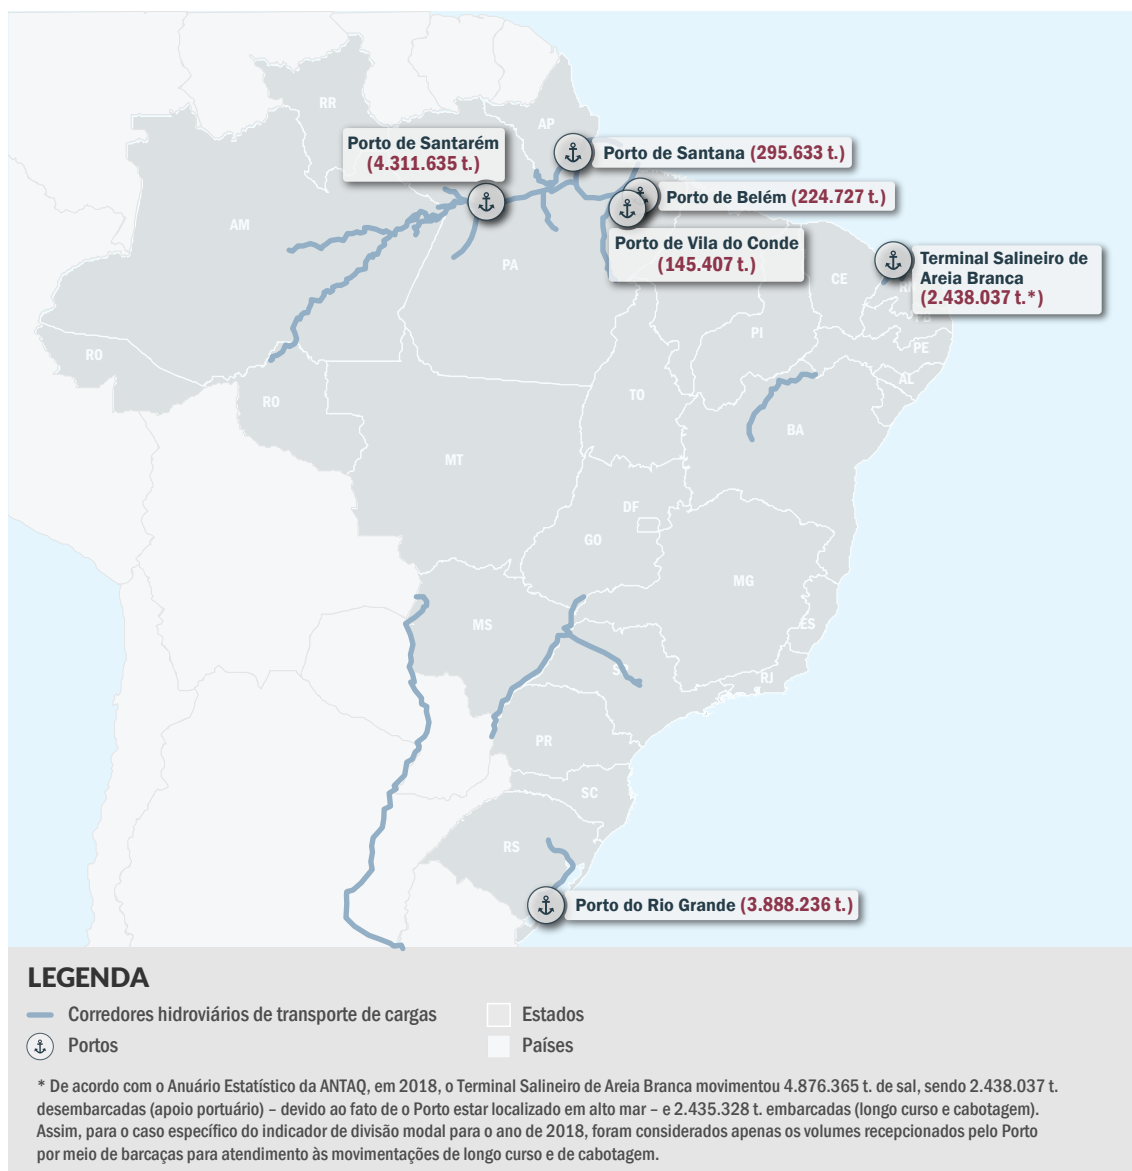 RR
AP
Porto de Santarém
(4.311.635 t.)
Porto de Santana (295.633 t.)
Porto de Belém (224.727 t.)
AM
Porto de Vila do Conde
(145.407 t.)
PA
Terminal Salineiro de
Areia Branca
(2.438.037 t.*)
CE
PI
PE
RO
AL
TO
RO
BA
MT
DF
GO
MG
MS
ES
RJ
PR
SC
RS
Porto do Rio Grande (3.888.236 t.)
LEGENDA
Corredores hidroviários de transporte de cargas
Estados
Portos
Países
* De acordo com o Anuário Estatístico da ANTAQ, em 2018, o Terminal Salineiro de Areia Branca movimentou 4.876.365 t. de sal, sendo 2.438.037 t.
desembarcadas (apoio portuário) – devido ao fato de o Porto estar localizado em alto mar – e 2.435.328 t. embarcadas (longo curso e cabotagem).
Assim, para o caso específico do indicador de divisão modal para o ano de 2018, foram considerados apenas os volumes recepcionados pelo Porto
por meio de barcaças para atendimento às movimentações de longo curso e de cabotagem.